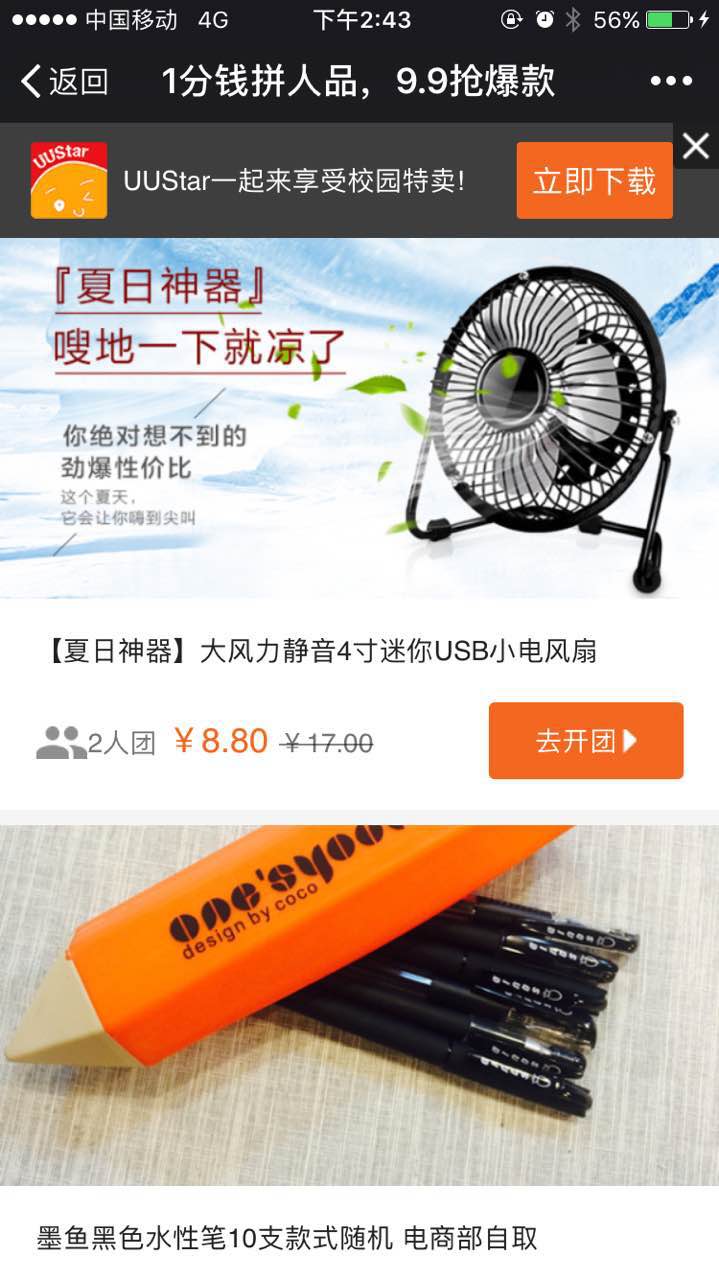 中国移动 4G 下午2:43 56%
返回 1分钱拼人品，9.9抢爆款
UUStar
UUStar一起来享受校园特卖!
立即下载
『夏日神器』
嗖地一下就凉了
你绝对想不到的
劲爆性价比
这个夏天，
它会让你嗨到尖叫
【夏日神器】大风力静音4寸迷你USB小电风扇
2人团 ￥8.80 ￥17.00 去开团
one'syoo
design by coco
墨鱼黑色水性笔10支款式随机 电商部自取